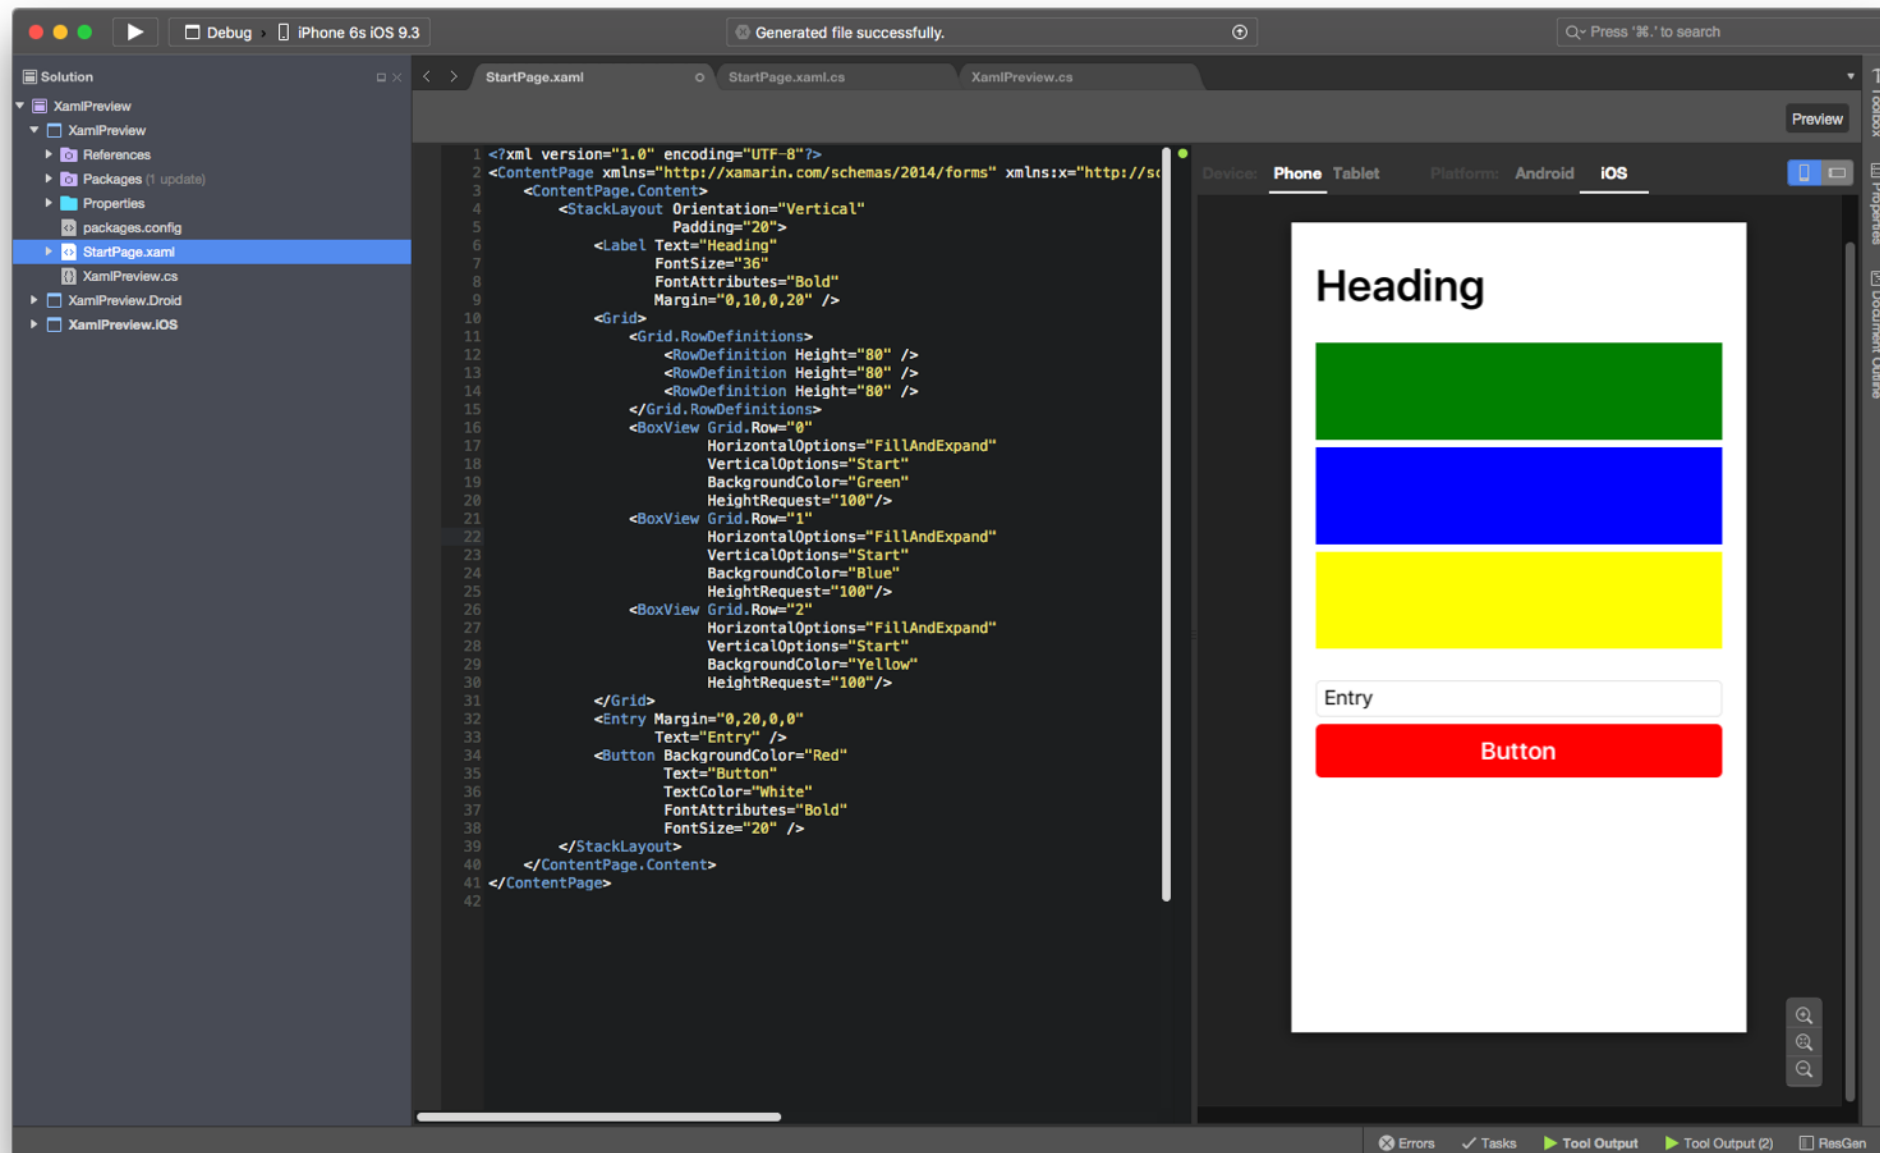 Debug › iPhone 6s iOS 9.3
Generated file successfully.
Press '⌘.' to search
Solution
StartPage.xaml
StartPage.xaml.cs
XamlPreview.cs
XamlPreview
XamlPreview
References
Packages (1 update)
Properties
packages.config
StartPage.xaml
XamlPreview.cs
XamlPreview.Droid
XamlPreview.iOS
Preview
1 <?xml version="1.0" encoding="UTF-8"?>
2 <ContentPage xmlns="http://xamarin.com/schemas/2014/forms" xmlns:x="http://sc
3 <ContentPage.Content>
4 <StackLayout Orientation="Vertical"
5 Padding="20">
6 <Label Text="Heading"
7 FontSize="36"
8 FontAttributes="Bold"
9 Margin="0,10,0,20" />
10 <Grid>
11 <Grid.RowDefinitions>
12 <RowDefinition Height="80" />
13 <RowDefinition Height="80" />
14 <RowDefinition Height="80" />
15 </Grid.RowDefinitions>
16 <BoxView Grid.Row="0"
17 HorizontalOptions="FillAndExpand"
18 VerticalOptions="Start"
19 BackgroundColor="Green"
20 HeightRequest="100"/>
21 <BoxView Grid.Row="1"
22 HorizontalOptions="FillAndExpand"
23 VerticalOptions="Start"
24 BackgroundColor="Blue"
25 HeightRequest="100"/>
26 <BoxView Grid.Row="2"
27 HorizontalOptions="FillAndExpand"
28 VerticalOptions="Start"
29 BackgroundColor="Yellow"
30 HeightRequest="100"/>
31 </Grid>
32 <Entry Margin="0,20,0,0"
33 Text="Entry" />
34 <Button BackgroundColor="Red"
35 Text="Button"
36 TextColor="White"
37 FontAttributes="Bold"
38 FontSize="20" />
39 </StackLayout>
40 </ContentPage.Content>
41 </ContentPage>
42
Device: Phone Tablet Platform: Android iOS
Heading
Entry
Button
Toolbox
Properties
Document Outline
Errors Tasks Tool Output Tool Output (2) ResGen